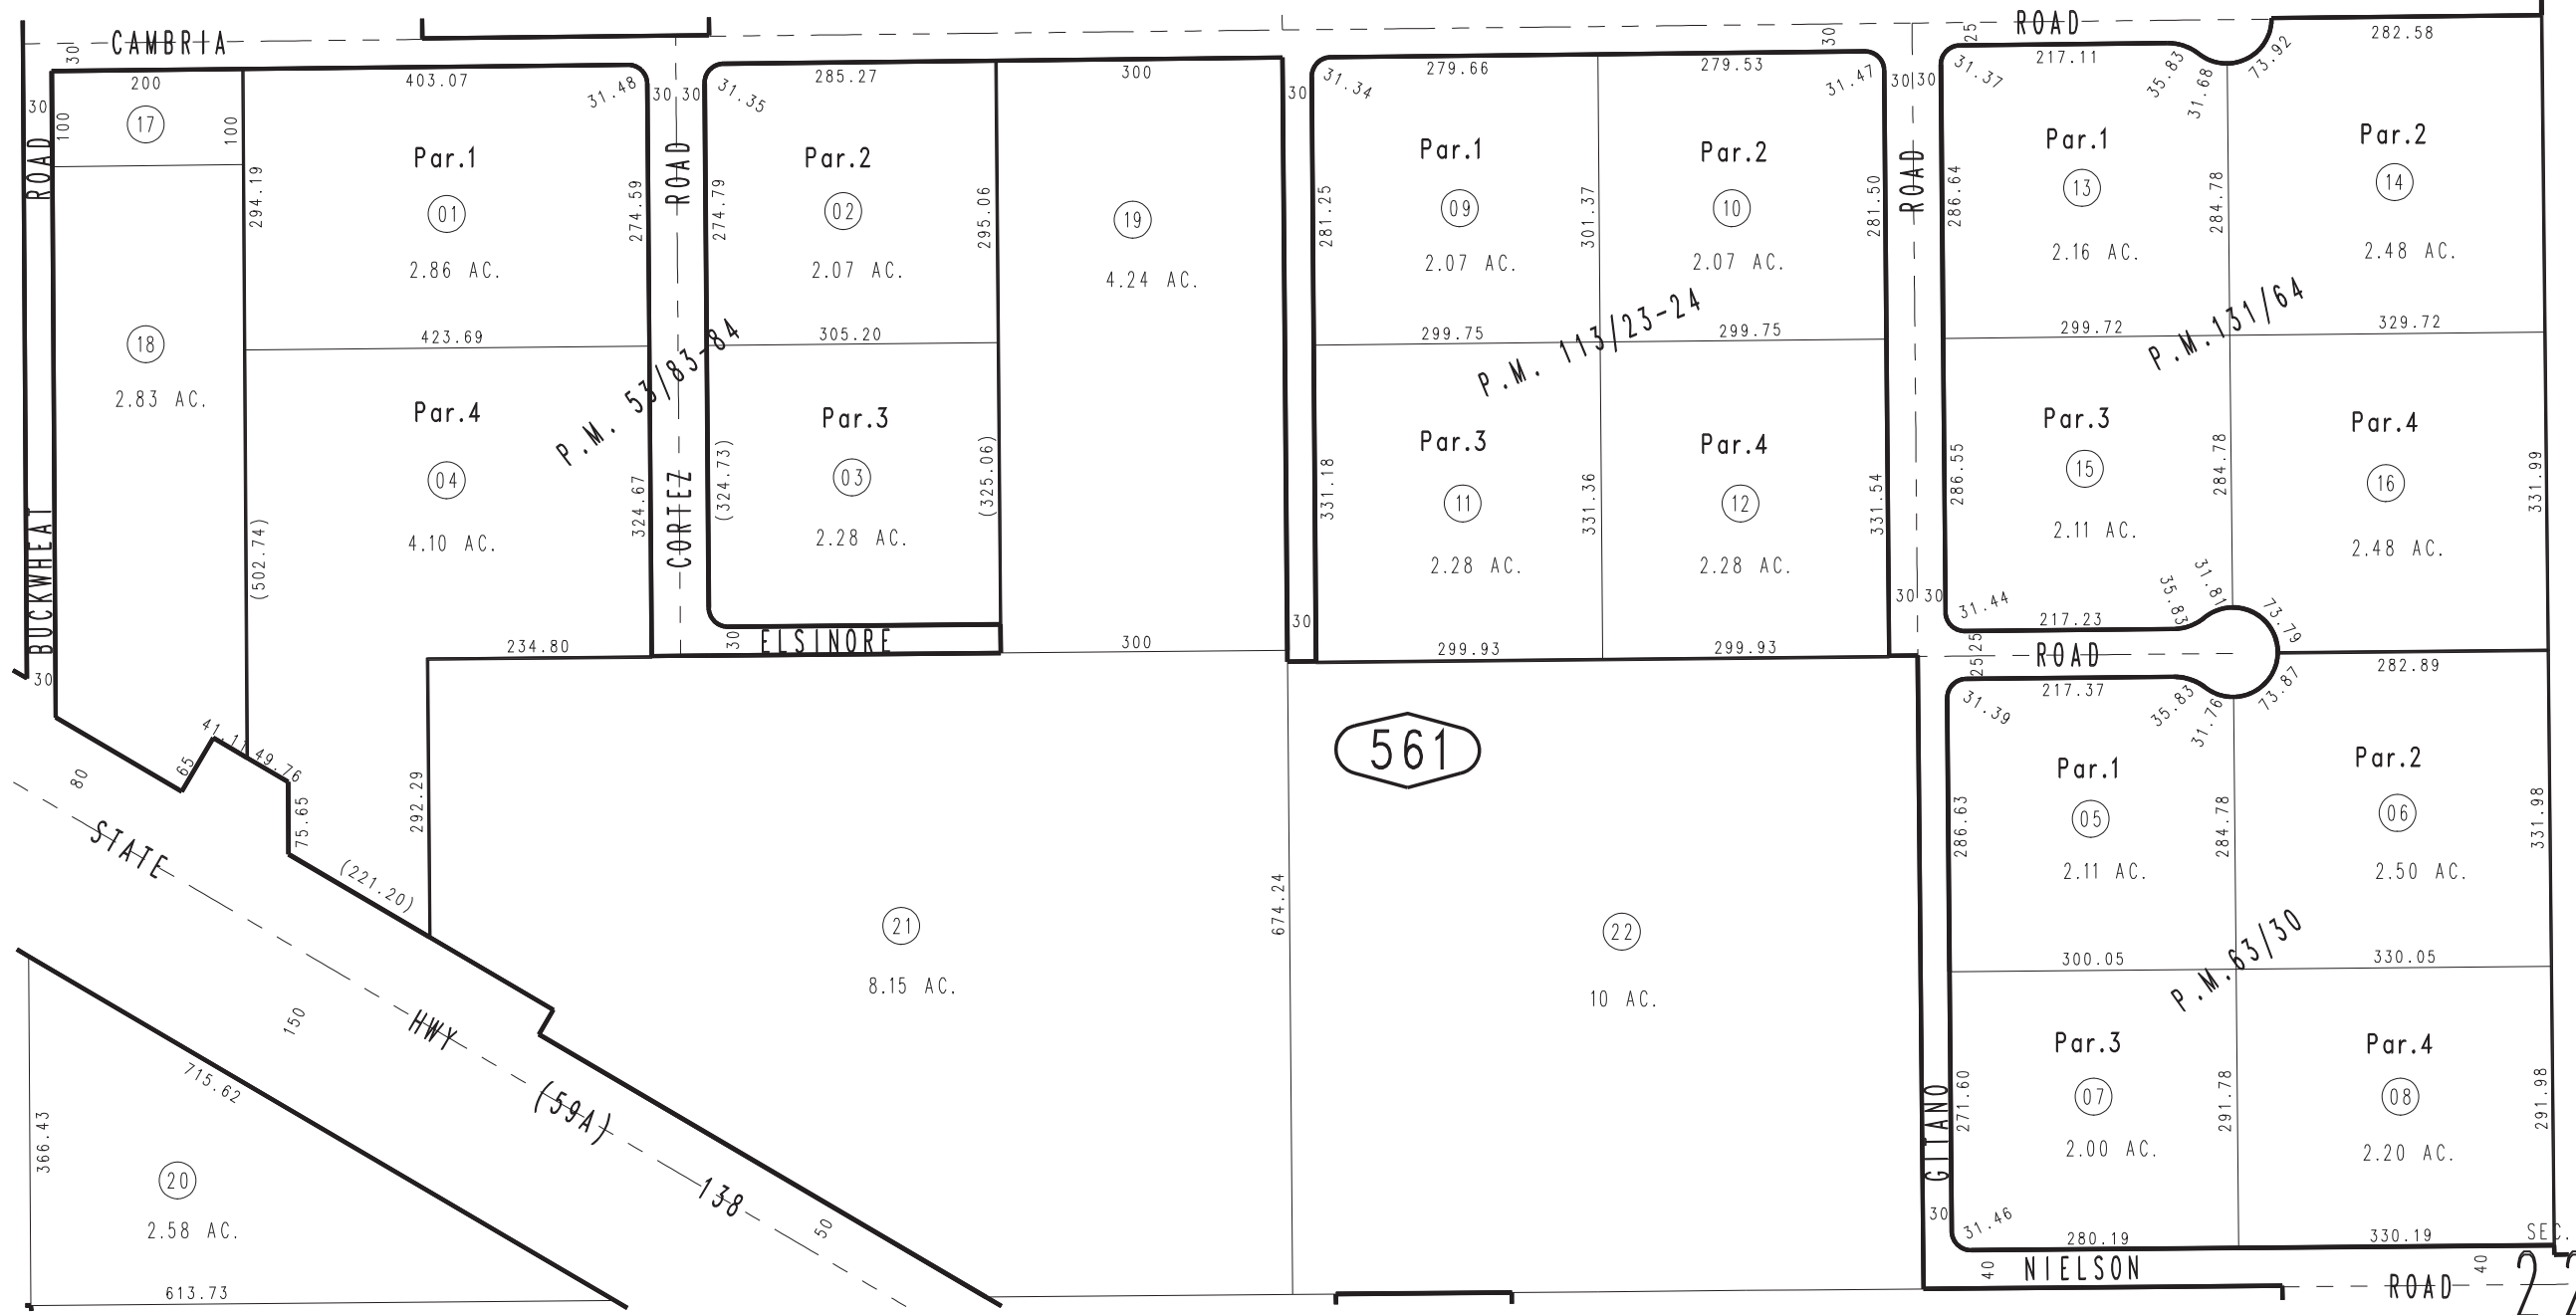 CAMBRIA
ROAD
30
200
403.07
31.48
30 30
31.35
285.27
300
30
31.34
279.66
279.53
30
31.47
30 30
25
31.37
217.11
35.83
31.68
73.92
282.58
30
100
17
100
ROAD
294.19
Par.1
01
2.86 AC.
274.59
ROAD
274.79
Par.2
02
2.07 AC.
295.06
19
4.24 AC.
281.25
Par.1
09
2.07 AC.
301.37
Par.2
10
2.07 AC.
281.50
ROAD
286.64
Par.1
13
2.16 AC.
284.78
Par.2
14
2.48 AC.
423.69
305.20
299.75
299.75
299.72
329.72
P.M. 53/83-84
P.M. 113/23-24
P.M. 131/64
18
2.83 AC.
BUCKWHEAT
30
(502.74)
Par.4
04
4.10 AC.
324.67
CORTEZ
(324.73)
Par.3
03
2.28 AC.
(325.06)
331.18
Par.3
11
2.28 AC.
331.36
Par.4
12
2.28 AC.
331.54
286.55
Par.3
15
2.11 AC.
284.78
Par.4
16
2.48 AC.
331.99
234.80
30
ELSINORE
300
30
299.93
299.93
30 30
31.44
217.23
35.83
31.81
73.79
25 25
ROAD
282.89
31.39
217.37
35.83
31.76
73.87
41.11
49.76
65
80
75.65
(221.20)
292.29
561
674.24
21
8.15 AC.
22
10 AC.
286.63
Par.1
05
2.11 AC.
284.78
Par.2
06
2.50 AC.
331.98
300.05
330.05
P.M. 63/30
STATE
HWY
(59A)
138
150
50
715.62
366.43
20
2.58 AC.
613.73
GITANO
30
271.60
Par.3
07
2.00 AC.
291.78
Par.4
08
2.20 AC.
291.98
31.46
280.19
330.19
SEC.
40
NIELSON
ROAD
40